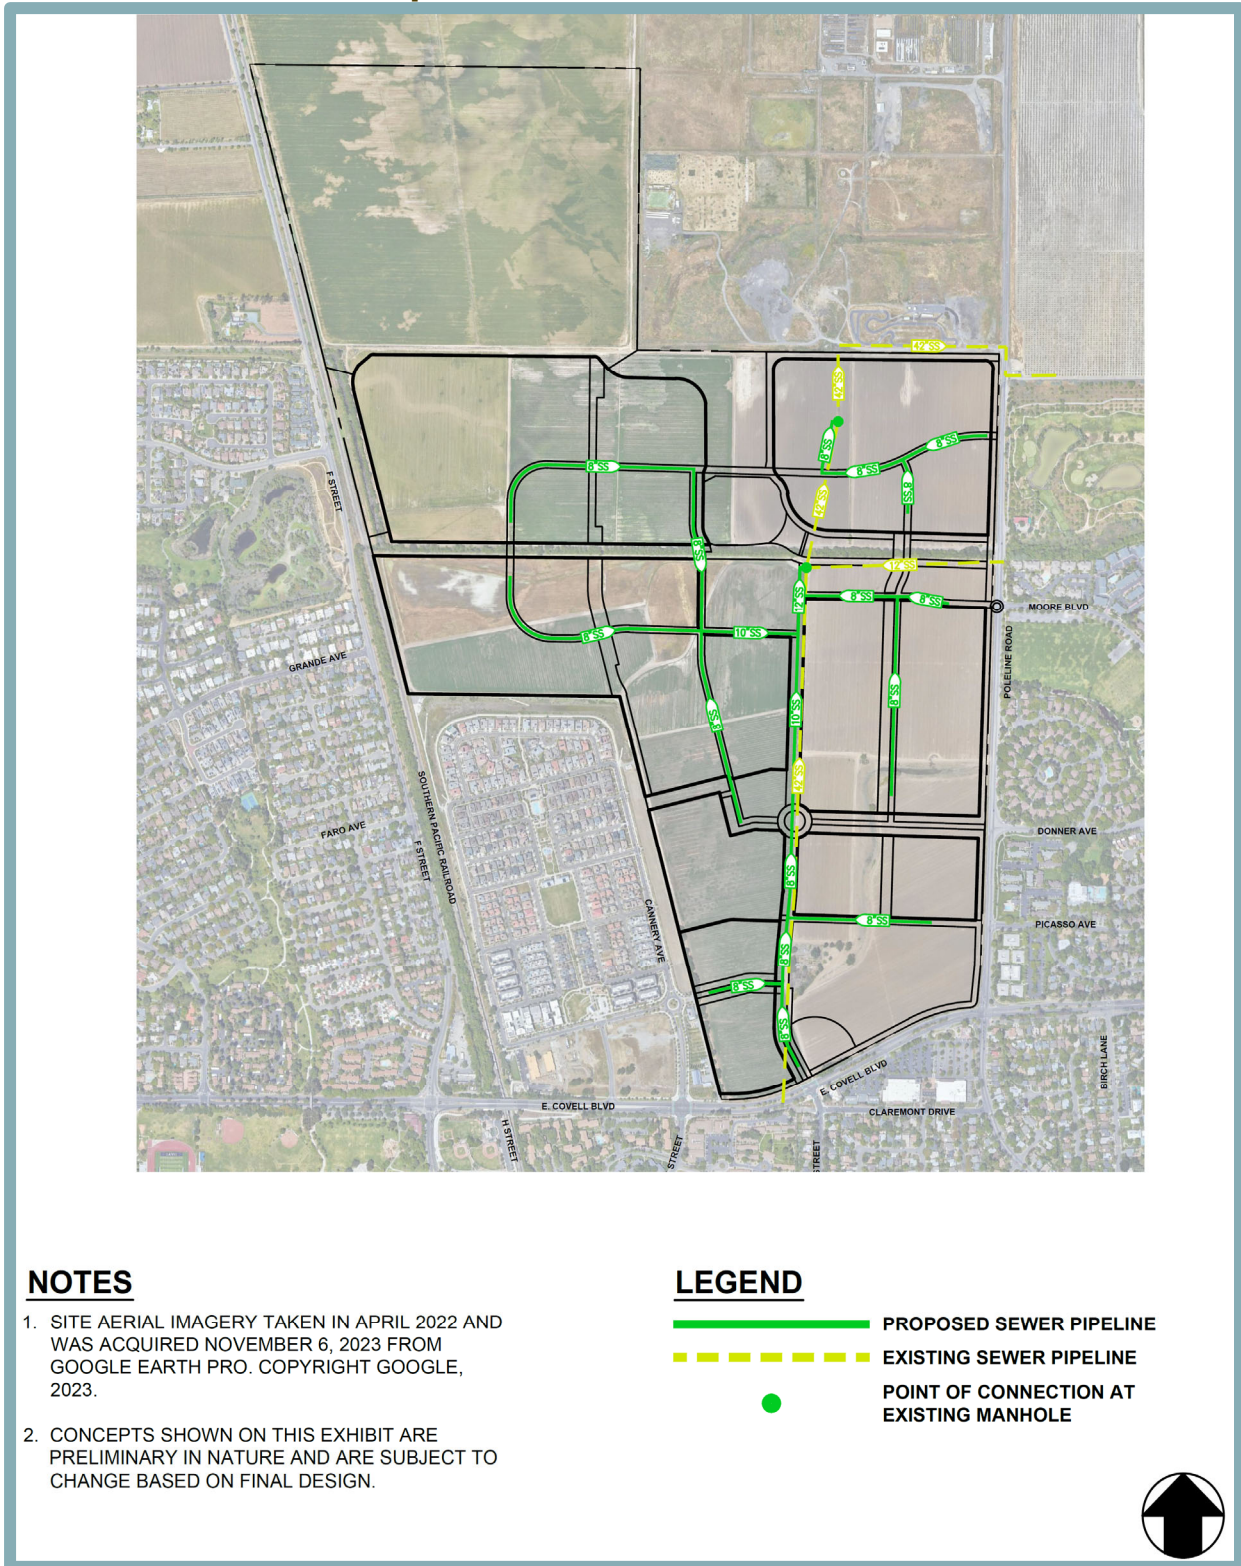 42"SS
42"SS
8"SS
8"SS
8"SS
8"SS
8"SS
42"SS
F STREET
8"SS
12"SS
12"SS
8"SS
8"SS
MOORE BLVD
8"SS
10"SS
GRANDE AVE
POLELINE ROAD
8"SS
8"SS
10"SS
42"SS
SOUTHERN PACIFIC RAILROAD
FARO AVE
F STREET
DONNER AVE
8"SS
CANNERY AVE
8"SS
PICASSO AVE
8"SS
8"SS
8"SS
E. COVELL BLVD
BIRCH LANE
E. COVELL BLVD
CLAREMONT DRIVE
H STREET
STREET
STREET
NOTES
1. SITE AERIAL IMAGERY TAKEN IN APRIL 2022 AND
WAS ACQUIRED NOVEMBER 6, 2023 FROM
GOOGLE EARTH PRO. COPYRIGHT GOOGLE,
2023.
2. CONCEPTS SHOWN ON THIS EXHIBIT ARE
PRELIMINARY IN NATURE AND ARE SUBJECT TO
CHANGE BASED ON FINAL DESIGN.
LEGEND
PROPOSED SEWER PIPELINE
EXISTING SEWER PIPELINE
POINT OF CONNECTION AT
EXISTING MANHOLE